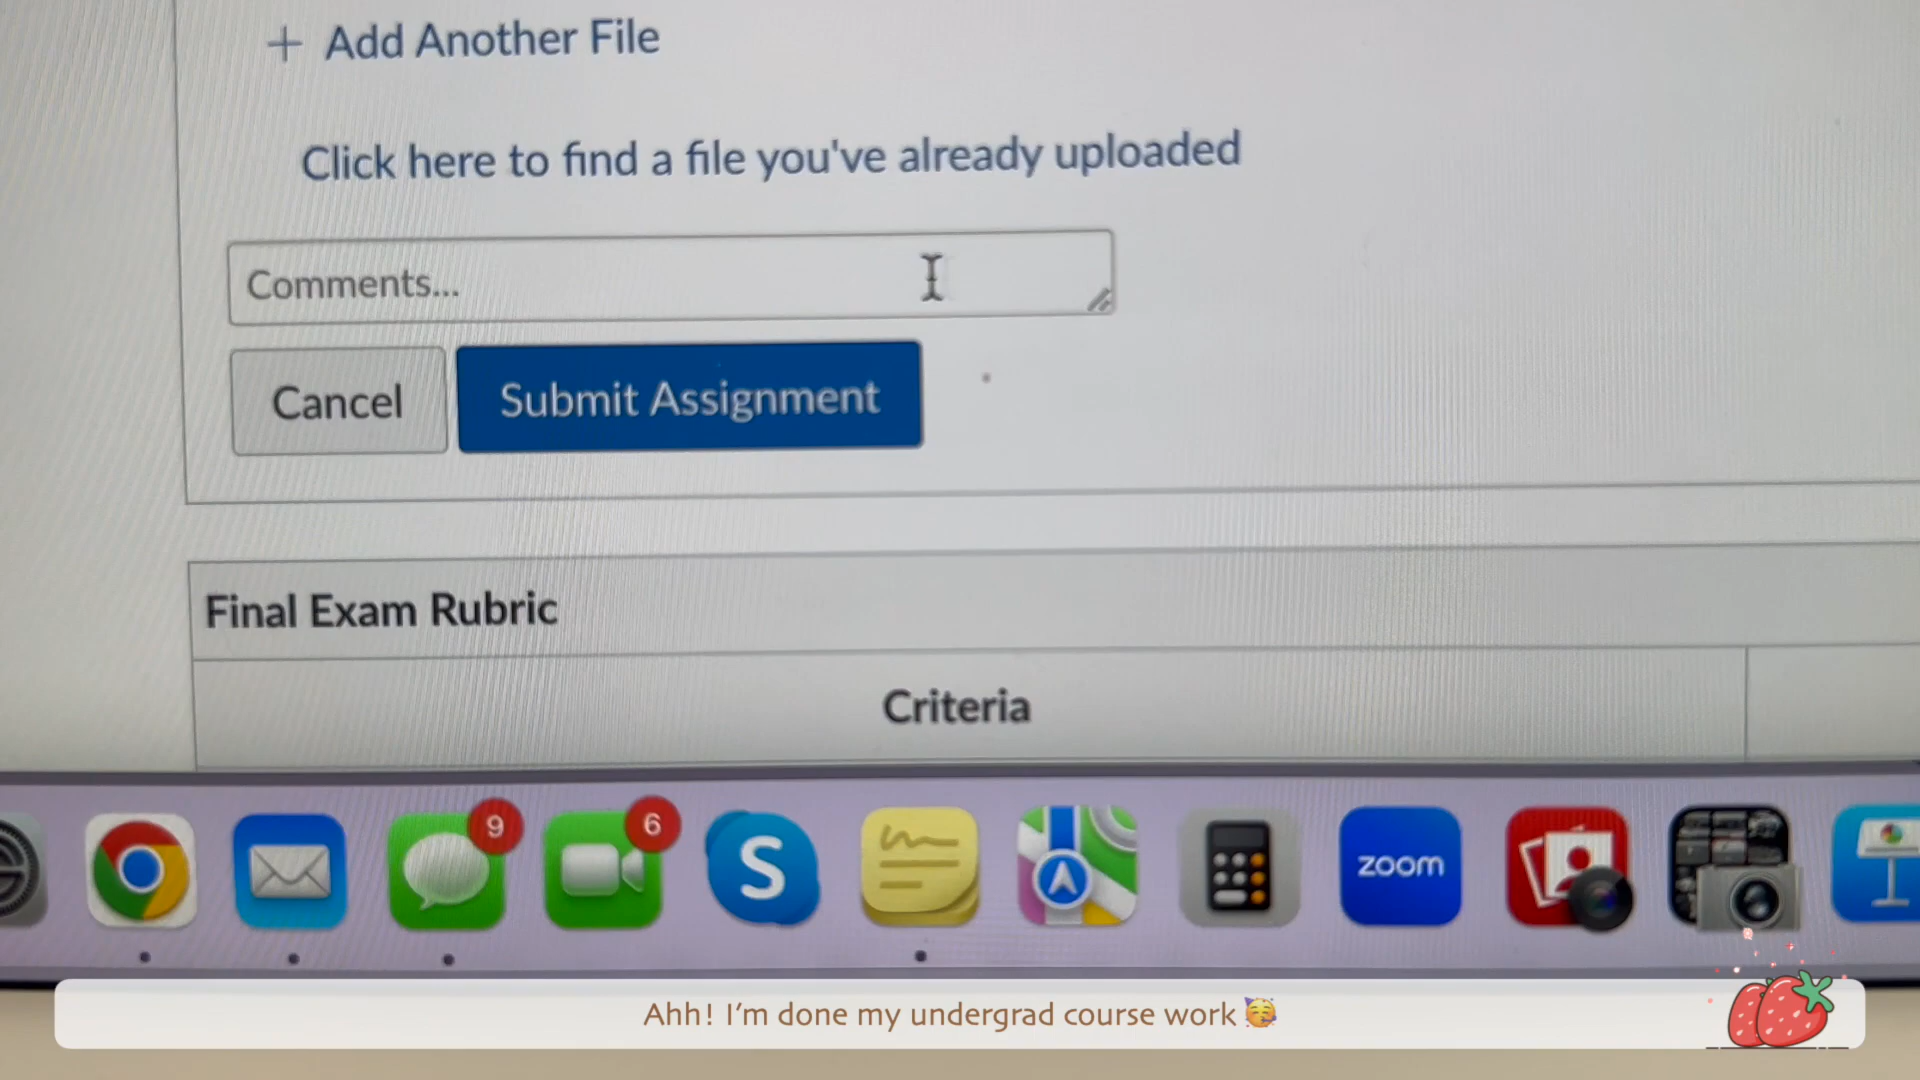 + Add Another File
Click here to find a file you've already uploaded
Comments...
Cancel
Submit Assignment
Final Exam Rubric
Criteria
9
6
S
zoom
Ahh! I'm done my undergrad course work 🥳